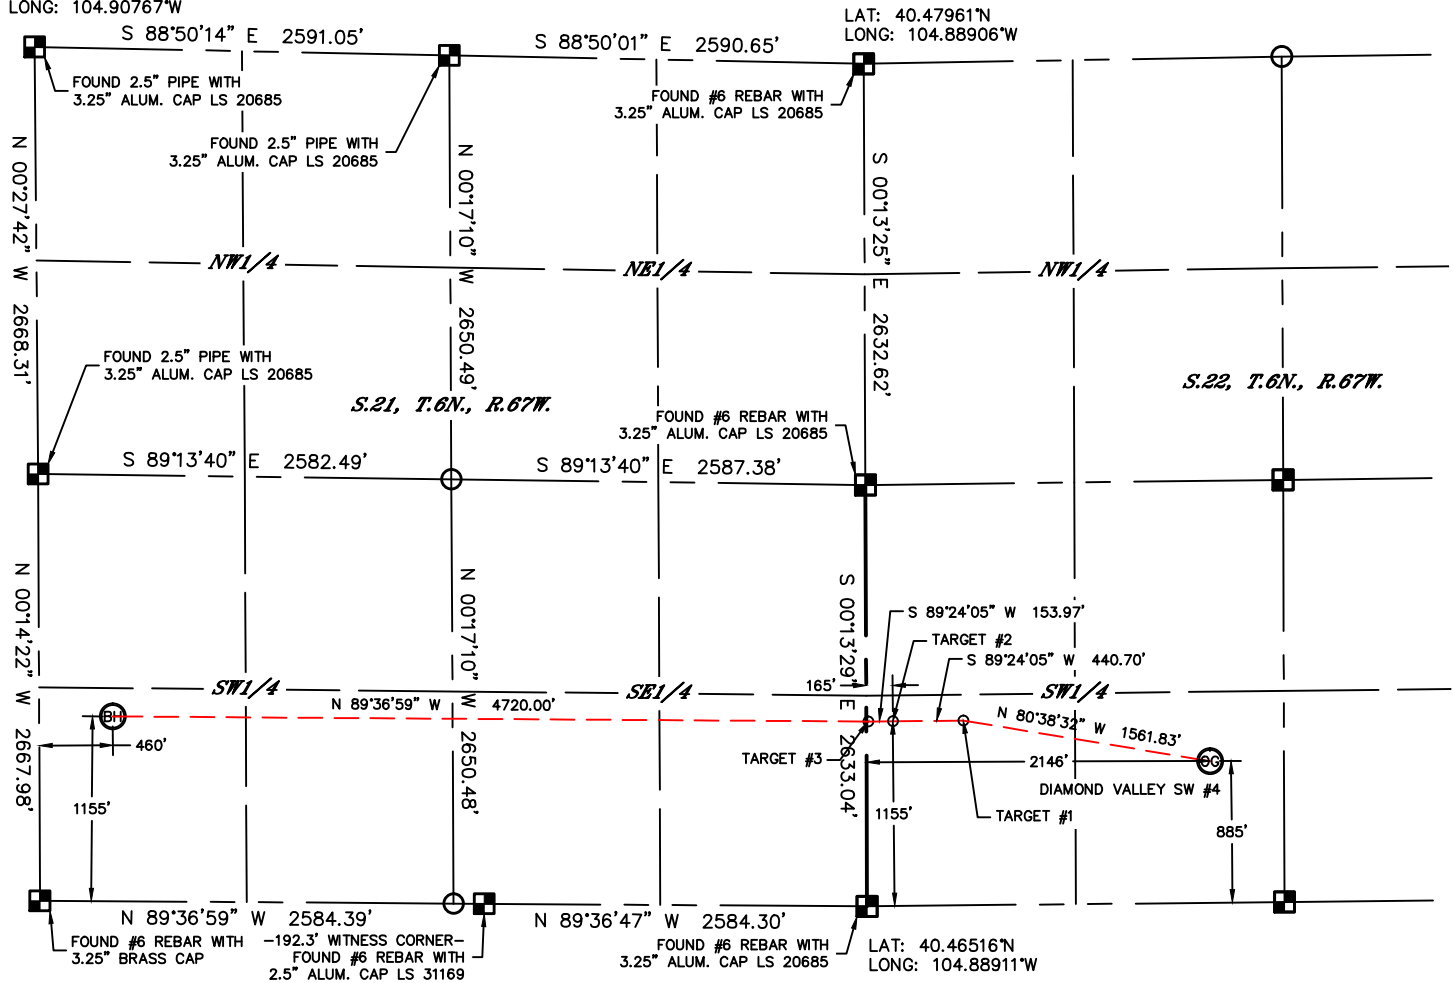 LONG: 104.90767°W
LAT: 40.47961°N
LONG: 104.88906°W
S 88°50'14" E 2591.05'
S 88°50'01" E 2590.65'
FOUND 2.5" PIPE WITH
3.25" ALUM. CAP LS 20685
FOUND #6 REBAR WITH
3.25" ALUM. CAP LS 20685
FOUND 2.5" PIPE WITH
3.25" ALUM. CAP LS 20685
N 00°27'42" W 2668.31'
N 00°17'10" W 2650.49'
S 00°13'25" E 2632.62'
NW1/4
NE1/4
NW1/4
FOUND 2.5" PIPE WITH
3.25" ALUM. CAP LS 20685
S.21, T.6N., R.67W.
S.22, T.6N., R.67W.
FOUND #6 REBAR WITH
3.25" ALUM. CAP LS 20685
S 89°13'40" E 2582.49'
S 89°13'40" E 2587.38'
N 00°14'22" W 2667.98'
N 00°17'10" W 2650.48'
S 00°13'29" E 2633.04'
S 89°24'05" W 153.97'
TARGET #2
S 89°24'05" W 440.70'
SW1/4
SE1/4
SW1/4
165'
N 89°36'59" W 4720.00'
BH
N 80°38'32" W 1561.83'
460'
TARGET #3
2146'
OG
DIAMOND VALLEY SW #4
1155'
1155'
TARGET #1
885'
N 89°36'59" W 2584.39'
N 89°36'47" W 2584.30'
FOUND #6 REBAR WITH
3.25" BRASS CAP
-192.3' WITNESS CORNER-
FOUND #6 REBAR WITH
2.5" ALUM. CAP LS 31169
FOUND #6 REBAR WITH
3.25" ALUM. CAP LS 20685
LAT: 40.46516°N
LONG: 104.88911°W